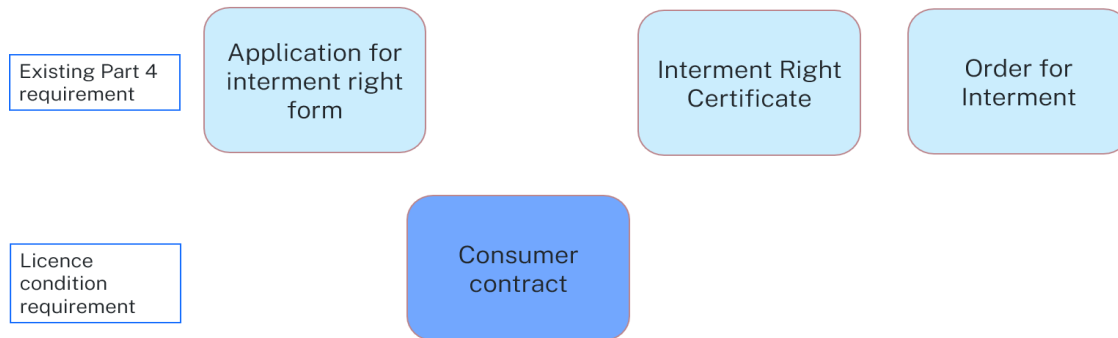 Existing Part 4
requirement
Application for
interment right
form
Interment Right
Certificate
Order for
Interment
Licence
condition
requirement
Consumer
contract